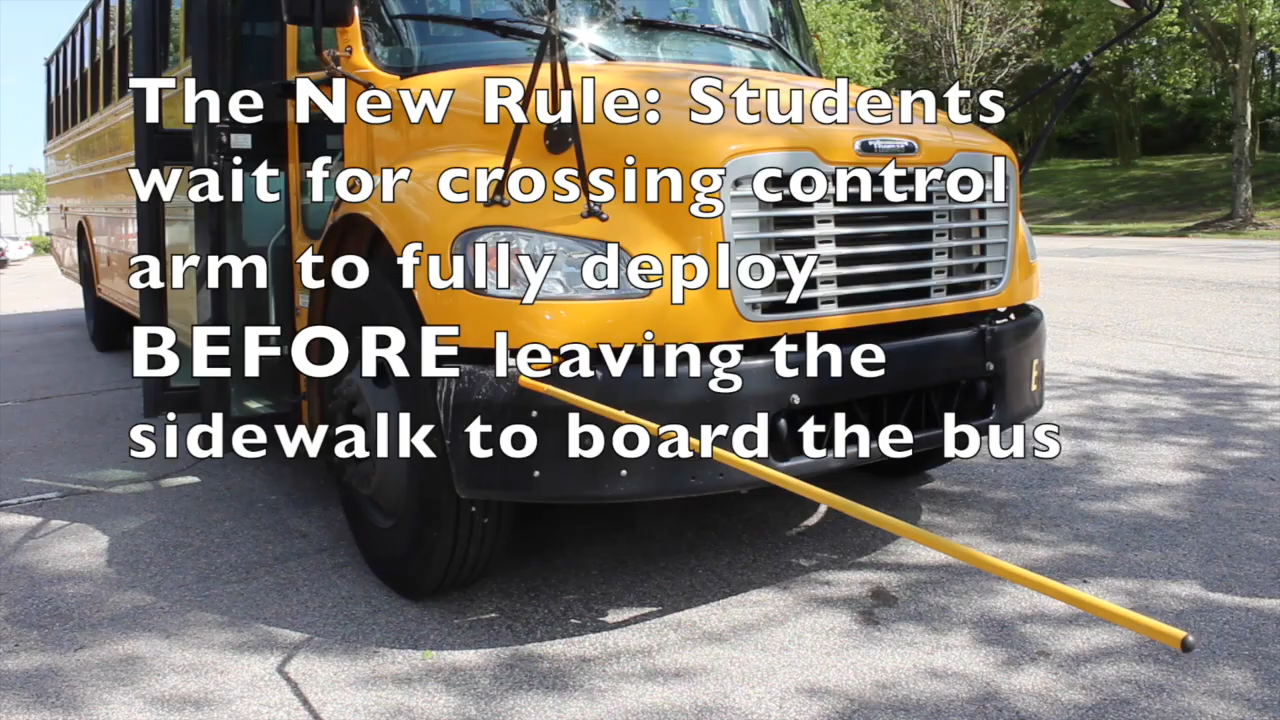 The New Rule: Students
wait for crossing control
arm to fully deploy
BEFORE leaving the
sidewalk to board the bus
E